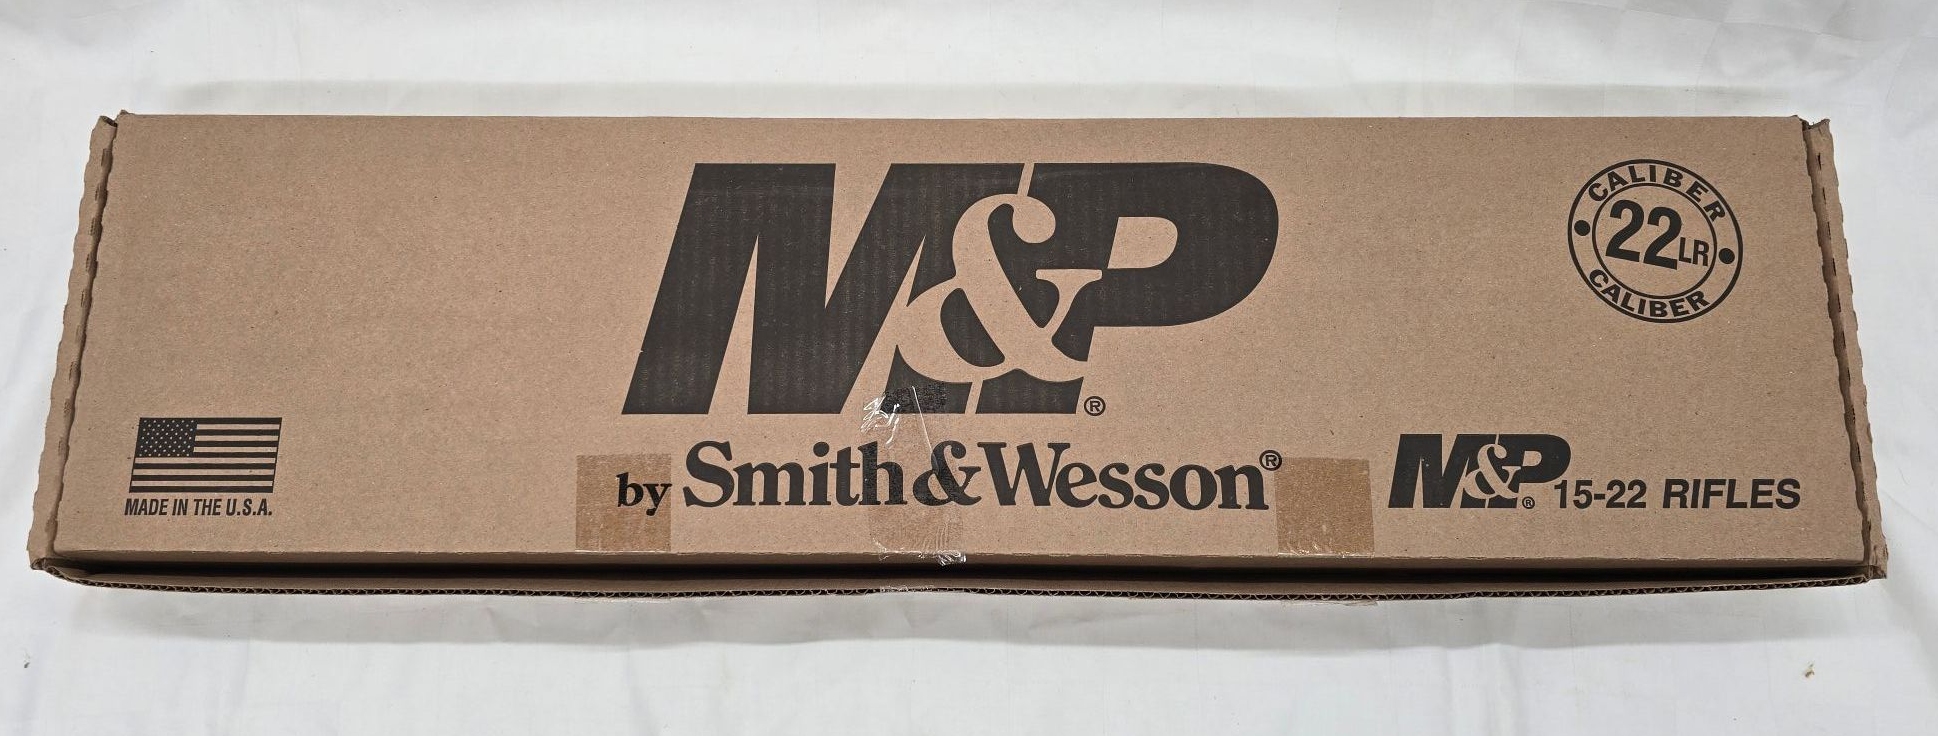 M&P®
by Smith&Wesson®
CALIBER
22LR
CALIBER
MADE IN THE U.S.A.
M&P® 15-22 RIFLES